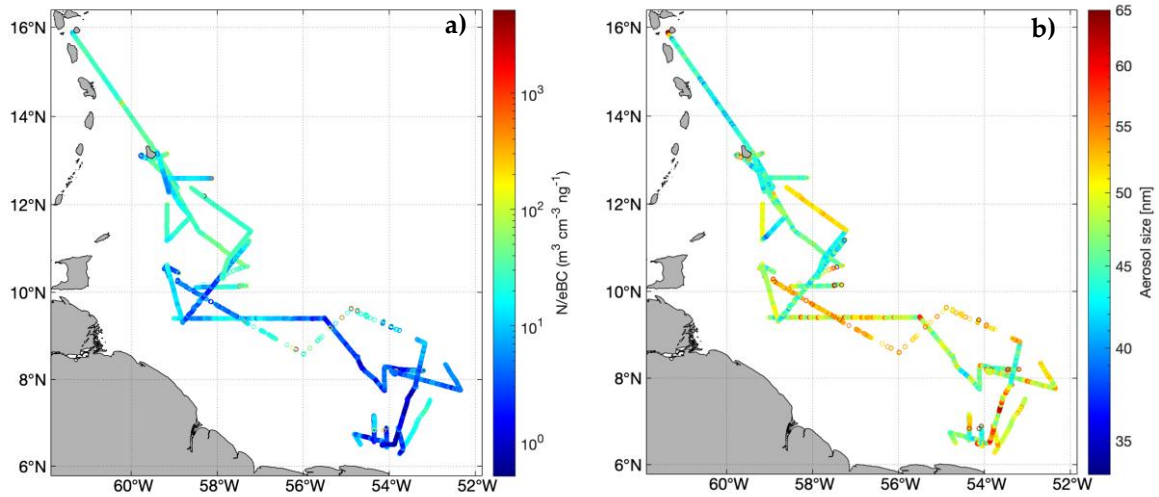 a)
16°N
14°N
12°N
10°N
8°N
6°N
60°W 58°W 56°W 54°W 52°W
10³
10²
10¹
10⁰
N/eBC (m³ cm⁻³ ng⁻¹)
b)
16°N
14°N
12°N
10°N
8°N
6°N
60°W 58°W 56°W 54°W 52°W
65
60
55
50
45
40
35
Aerosol size [nm]